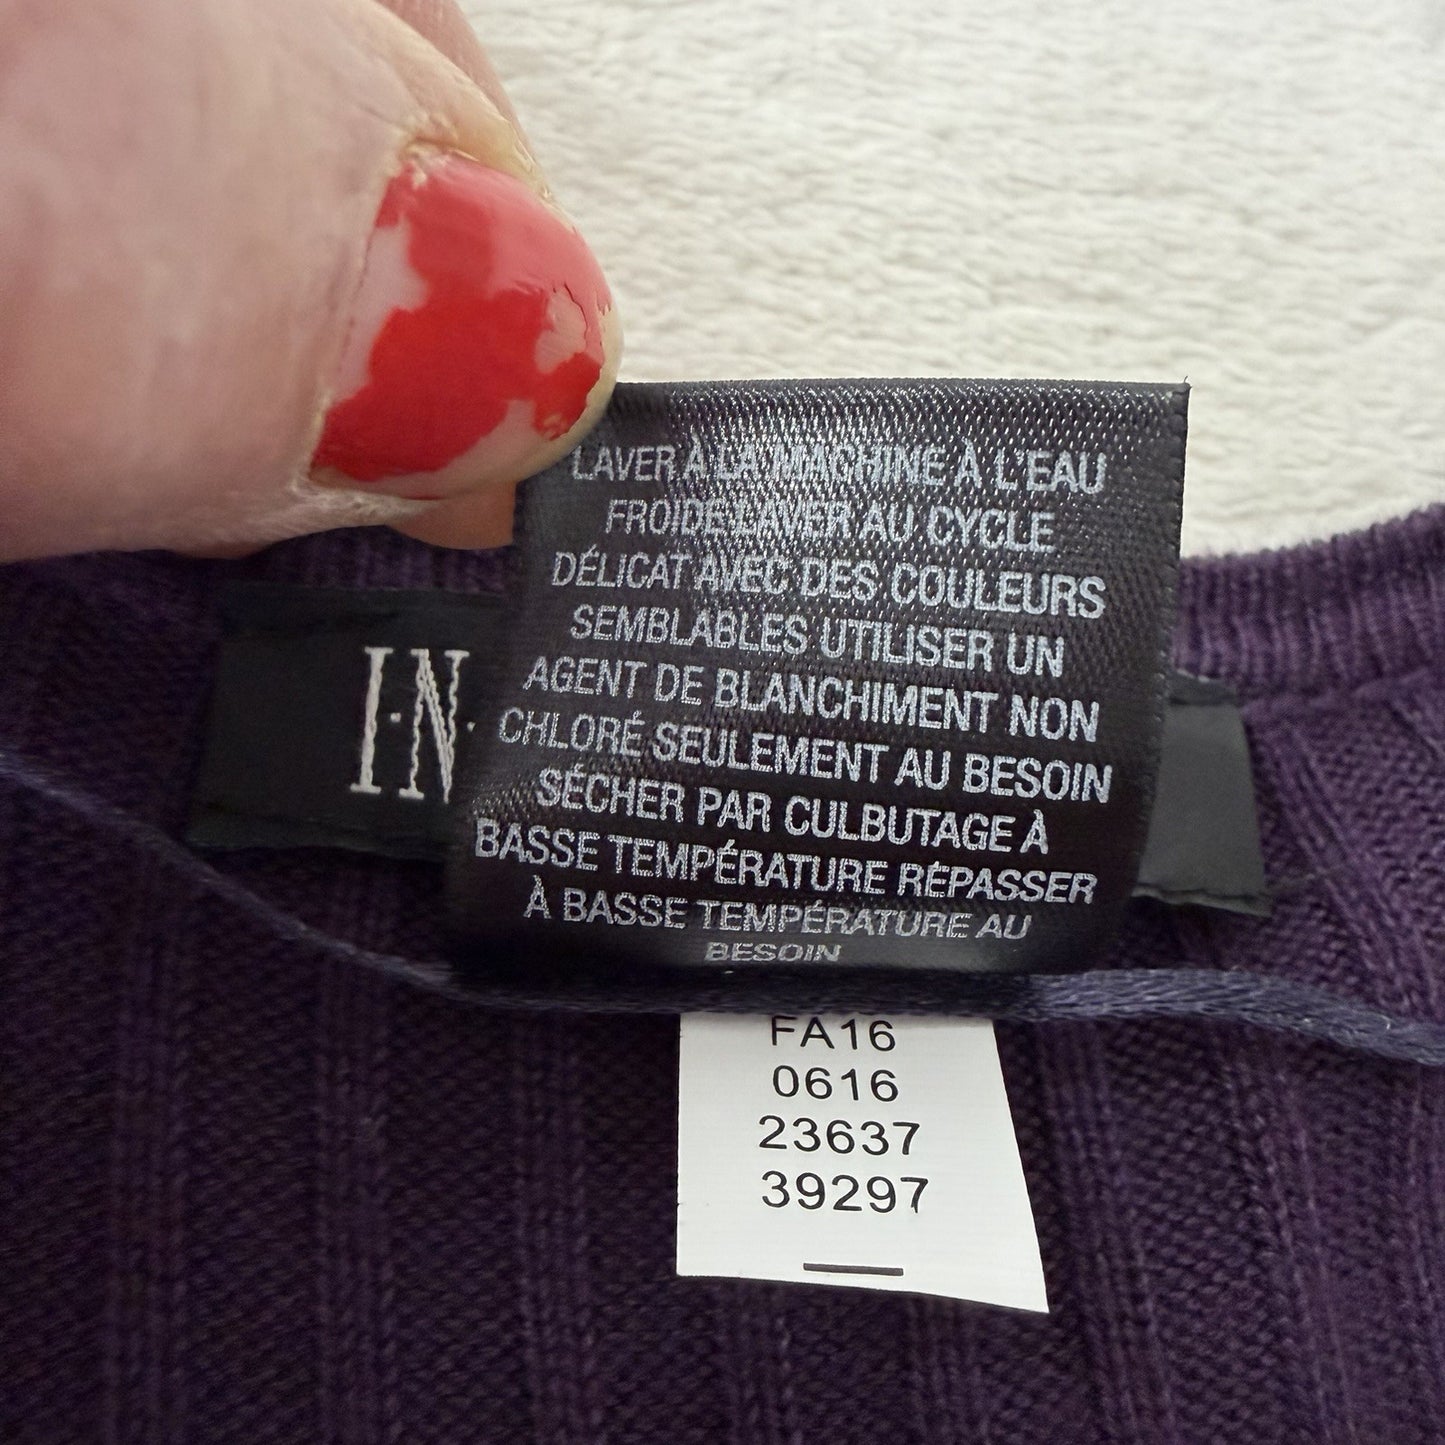 LAVER À LA MACHINE À L'EAU
FROIDE LAVER AU CYCLE
DÉLICAT AVEC DES COULEURS
SEMBLABLES UTILISER UN
AGENT DE BLANCHIMENT NON
CHLORÉ SEULEMENT AU BESOIN
SÉCHER PAR CULBUTAGE À
BASSE TEMPÉRATURE RÉPASSER
À BASSE TEMPÉRATURE AU
BESOIN
I·N·
FA16
0616
23637
39297